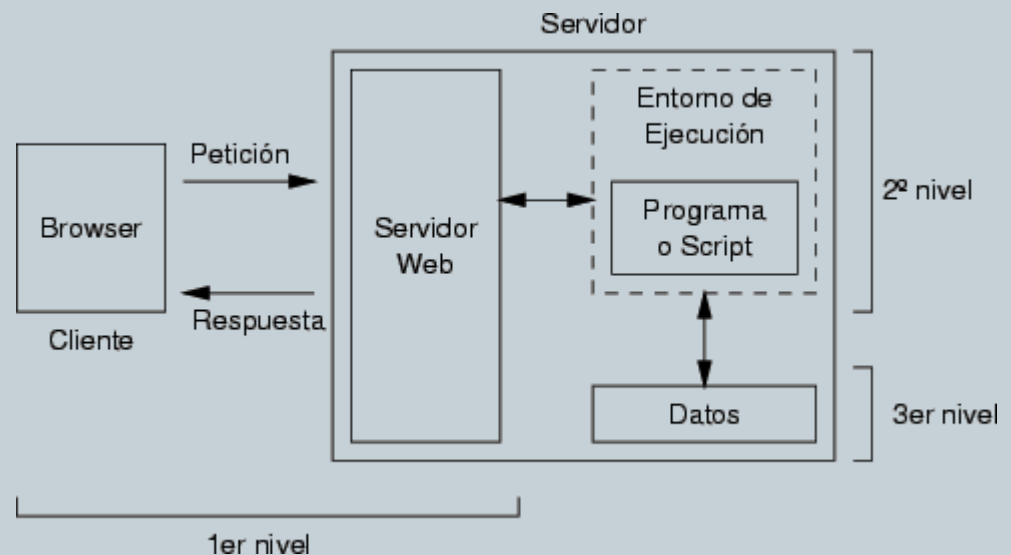 Servidor
Entorno de
Ejecución
Petición
2º nivel
Browser
Servidor
Web
Programa
o Script
Respuesta
Cliente
Datos
3er nivel
1er nivel